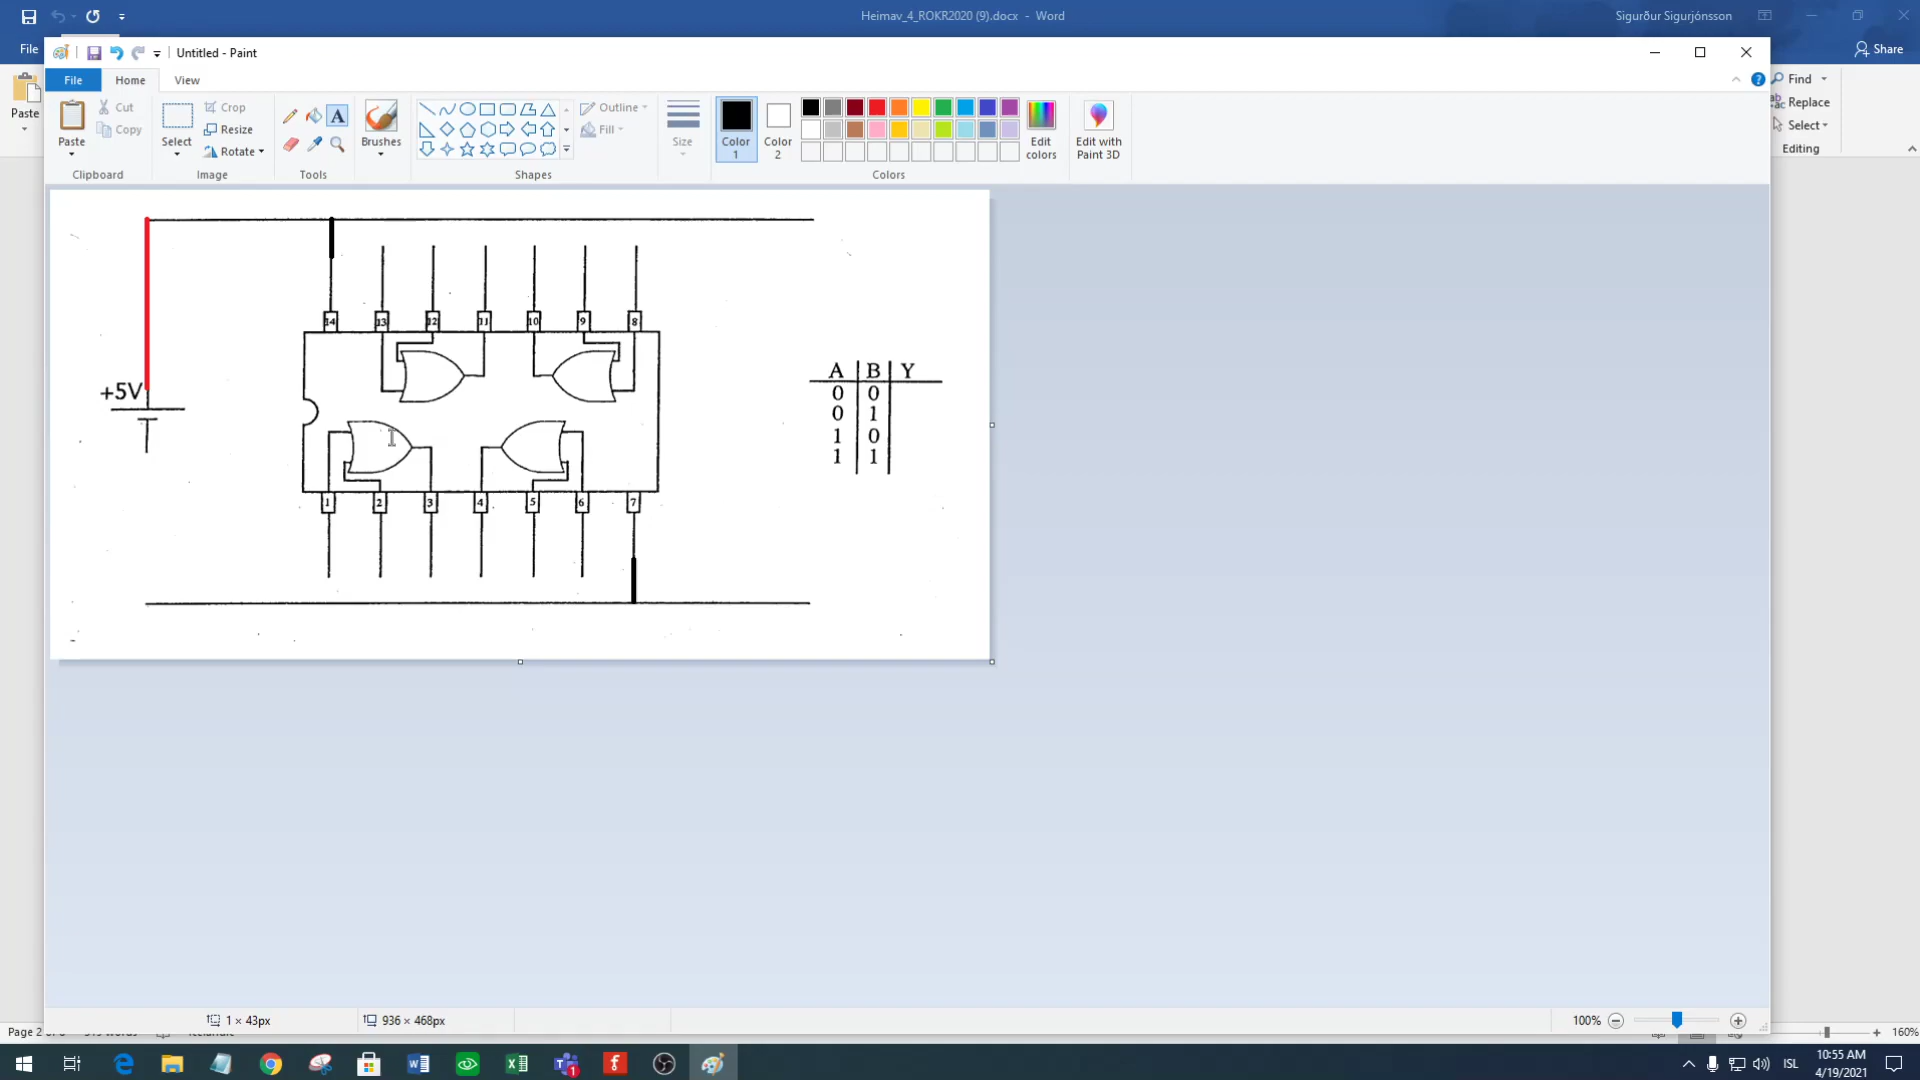 Heimav_4_ROKR2020 (9).docx - Word
Sigurður Sigurjónsson
File
Share
Untitled - Paint
File
Home
View
Paste
Find
Replace
Select
Editing
Paste
Cut
Copy
Clipboard
Select
Crop
Resize
Rotate
Image
A
Tools
Brushes
Outline
Fill
Shapes
Size
Color 1
Color 2
Edit colors
Colors
Edit with Paint 3D
14 13 12 11 10 9 8
+5V
1 2 3 4 5 6 7
A B Y
0 0
0 1
1 0
1 1
1 × 43px
936 × 468px
100%
Page 2
160%
ISL
10:55 AM
4/19/2021